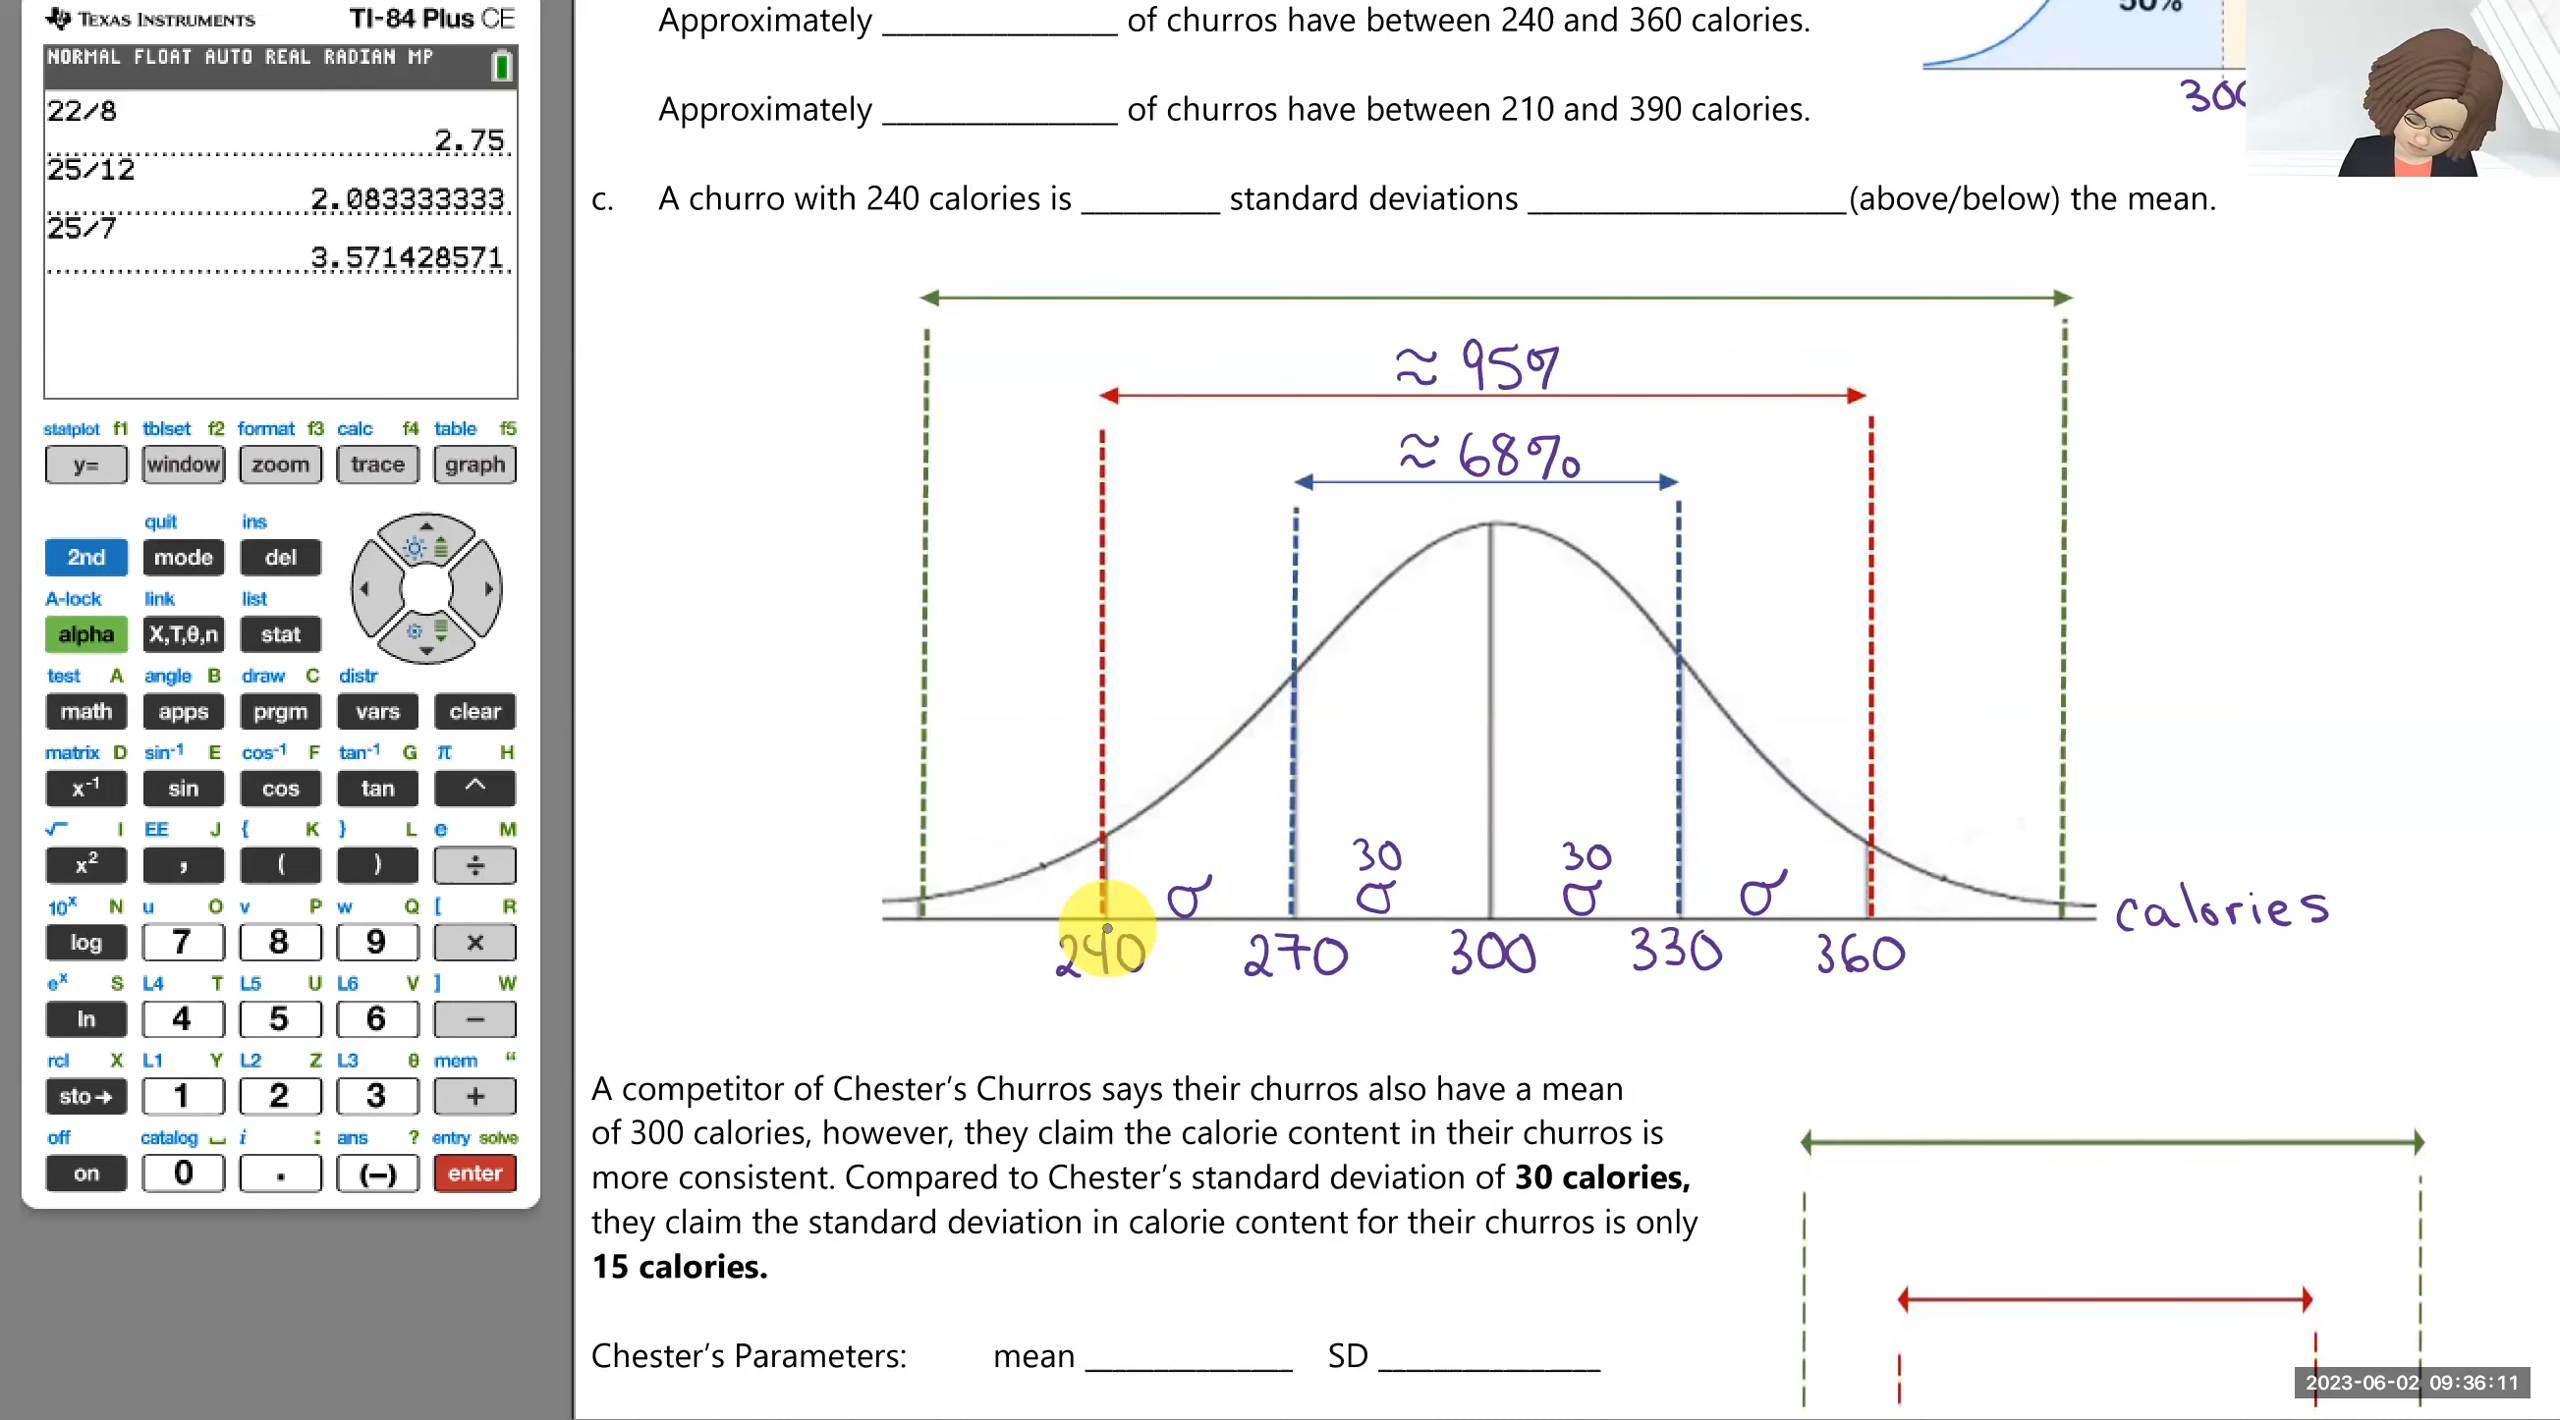 TEXAS INSTRUMENTS TI-84 Plus CE
NORMAL FLOAT AUTO REAL RADIAN MP
22/8
2.75
25/12
2.083333333
25/7
3.571428571
statplot f1 tblset f2 format f3 calc f4 table f5
y= window zoom trace graph
quit ins
2nd mode del
A-lock link list
alpha X,T,θ,n stat
test A angle B draw C distr
math apps prgm vars clear
matrix D sin⁻¹ E cos⁻¹ F tan⁻¹ G π H
x⁻¹ sin cos tan ^
√ I EE J { K } L e M
x² , ( ) ÷
10ˣ N u O v P w Q [ R
log 7 8 9 ×
eˣ S L4 T L5 U L6 V ] W
ln 4 5 6 −
rcl X L1 Y L2 Z L3 θ mem "
sto→ 1 2 3 +
off catalog ⎵ i : ans ? entry solve
on 0 . (−) enter
Approximately _______________ of churros have between 240 and 360 calories.
Approximately _______________ of churros have between 210 and 390 calories.
50%
300
c. A churro with 240 calories is _________ standard deviations ____________________(above/below) the mean.
≈ 95%
≈ 68%
30 30
σ σ σ σ
calories
240 270 300 330 360
A competitor of Chester’s Churros says their churros also have a mean
of 300 calories, however, they claim the calorie content in their churros is
more consistent. Compared to Chester’s standard deviation of 30 calories,
they claim the standard deviation in calorie content for their churros is only
15 calories.
Chester’s Parameters: mean _____________ SD ______________
2023-06-02 09:36:11